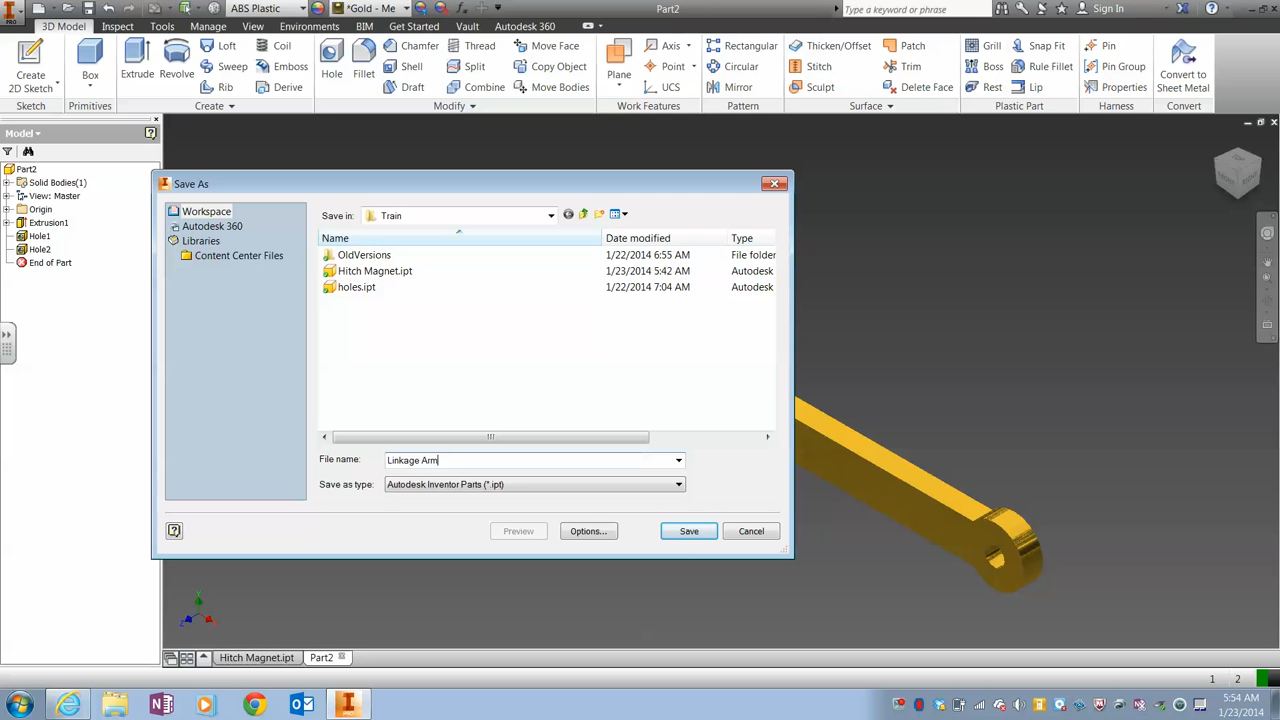 PRO
ABS Plastic
*Gold - Me
Part2
Type a keyword or phrase
Sign In
3D Model Inspect Tools Manage View Environments BIM Get Started Vault Autodesk 360
Create
2D Sketch
Sketch
Box
Primitives
Extrude
Revolve
Loft
Sweep
Rib
Coil
Emboss
Derive
Create
Hole
Fillet
Chamfer
Shell
Draft
Thread
Split
Combine
Move Face
Copy Object
Move Bodies
Modify
Plane
Axis
Point
UCS
Work Features
Rectangular
Circular
Mirror
Pattern
Thicken/Offset
Stitch
Sculpt
Patch
Trim
Delete Face
Surface
Grill
Boss
Rest
Snap Fit
Rule Fillet
Lip
Plastic Part
Pin
Pin Group
Properties
Harness
Convert to
Sheet Metal
Convert
Model
Part2
Solid Bodies(1)
View: Master
Origin
Extrusion1
Hole1
Hole2
End of Part
Save As
Workspace
Autodesk 360
Libraries
Content Center Files
Save in: Train
Name Date modified Type
OldVersions 1/22/2014 6:55 AM File folder
Hitch Magnet.ipt 1/23/2014 5:42 AM Autodesk
holes.ipt 1/22/2014 7:04 AM Autodesk
File name: Linkage Arm
Save as type: Autodesk Inventor Parts (*.ipt)
Preview Options... Save Cancel
Hitch Magnet.ipt Part2
1 2
5:54 AM
1/23/2014